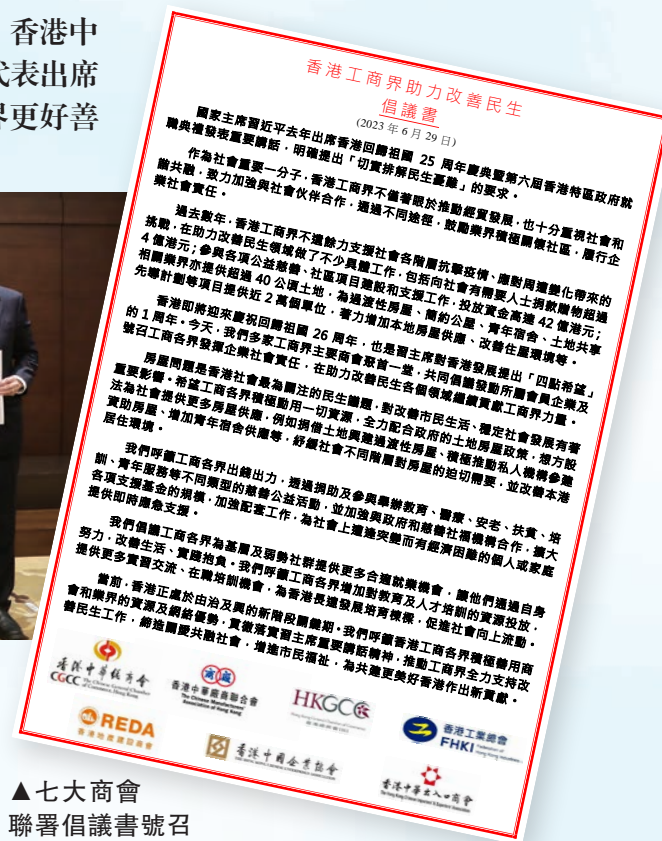 香港中
代表出席
界更好善
香港工商界助力改善民生
倡議書
(2023 年 6 月 29 日)
國家主席習近平去年出席香港回歸祖國 25 周年慶典暨第六屆香港特區政府就
職典禮發表重要講話，明確提出「切實排解民生憂難」的要求。
作為社會重要一分子，香港工商界不僅著眼於推動經貿發展，也十分重視社會和
諧共融，致力加強與社會伙伴合作，通過不同途徑，鼓勵業界積極關懷社區，履行企
業社會責任。
過去數年，香港工商界不遺餘力支援社會各階層抗擊疫情、應對周遭變化帶來的
挑戰，在助力改善民生領域做了不少具體工作，包括向社會有需要人士捐款贈物超過
4 億港元；參與各項公益慈善、社區項目建設和支援工作，投放資金高達 42 億港元；
相關業界亦提供超過 40 公頃土地，為過渡性房屋、簡約公屋、青年宿舍、土地共享
先導計劃等項目提供近 2 萬個單位，著力增加本地房屋供應、改善住屋環境等。
香港即將迎來慶祝回歸祖國 26 周年，也是習主席對香港發展提出「四點希望」
的 1 周年。今天，我們多家工商界主要商會聚首一堂，共同倡議發動所屬會員企業及
號召工商各界發揮企業社會責任，在助力改善民生各個領域繼續貢獻工商界力量。
房屋問題是香港社會最為關注的民生議題，對改善市民生活、穩定社會發展有著
重要影響。希望工商各界積極動用一切資源，全力配合政府的土地房屋政策，想方設
法為社會提供更多房屋供應，例如捐借土地興建過渡性房屋、積極推動私人機構參建
資助房屋、增加青年宿舍供應等，紓緩社會不同階層對房屋的迫切需要，並改善本港
居住環境。
我們呼籲工商各界出錢出力，透過捐助及參與舉辦教育、醫療、安老、扶貧、培
訓、青年服務等不同類型的慈善公益活動，並加強與政府和慈善社福機構合作，擴大
各項支援基金的規模，加強配套工作，為社會上遭逢突變而有經濟困難的個人或家庭
提供即時應急支援。
我們倡議工商各界為基層及弱勢社群提供更多合適就業機會，讓他們通過自身
努力，改善生活、實踐抱負。我們呼籲工商各界增加對教育及人才培訓的資源投放，
提供更多實習交流、在職培訓機會，為香港長遠發展培育棟樑，促進社會向上流動。
當前，香港正處於由治及興的新階段關鍵期。我們呼籲香港工商各界積極善用商
會和業界的資源及網絡優勢，貫徹落實習主席重要講話精神，推動工商界全力支持改
善民生工作，締造關愛共融社會，增進市民福祉，為共建更美好香港作出新貢獻。
香港中華總商會
CGCC The Chinese General Chamber of Commerce, Hong Kong
香港中華廠商聯合會
The Chinese Manufacturers' Association of Hong Kong
HKGCC
香港工業總會
FHKI Federation of Hong Kong Industries
REDA
香港地產建設商會
香港中國企業協會
香港中華出入口商會
▲七大商會
聯署倡議書號召